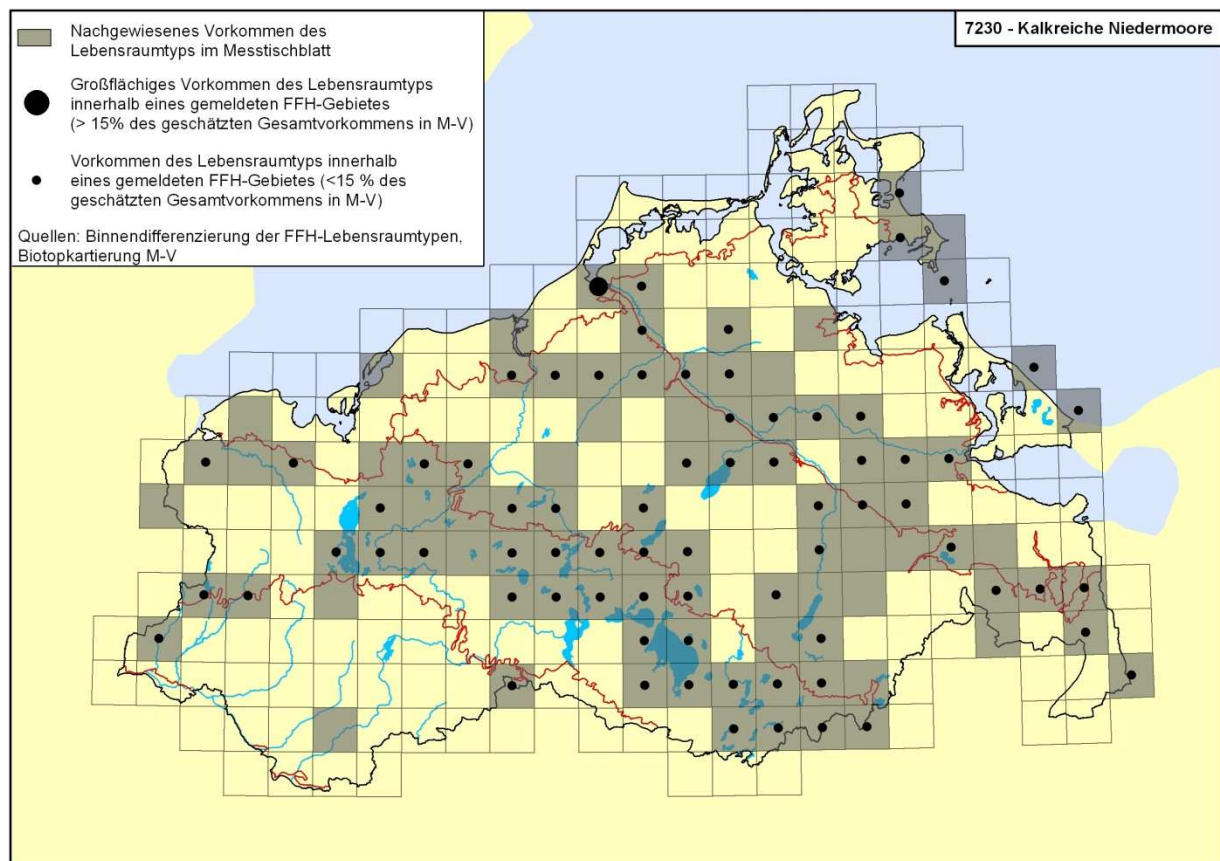 7230 - Kalkreiche Niedermoore
Nachgewiesenes Vorkommen des
Lebensraumtyps im Messtischblatt
Großflächiges Vorkommen des Lebensraumtyps
innerhalb eines gemeldeten FFH-Gebietes
(> 15% des geschätzten Gesamtvorkommens in M-V)
Vorkommen des Lebensraumtyps innerhalb
eines gemeldeten FFH-Gebietes (<15 % des
geschätzten Gesamtvorkommens in M-V)
Quellen: Binnendifferenzierung der FFH-Lebensraumtypen,
Biotopkartierung M-V